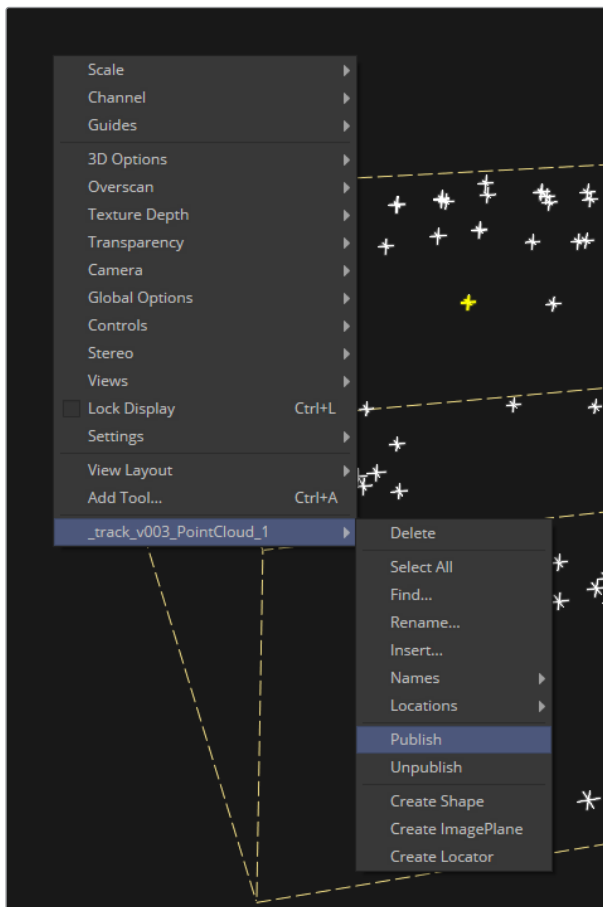 Scale
Channel
Guides
3D Options
Overscan
Texture Depth
Transparency
Camera
Global Options
Controls
Stereo
Views
Lock Display Ctrl+L
Settings
View Layout
Add Tool... Ctrl+A
_track_v003_PointCloud_1
Delete
Select All
Find...
Rename...
Insert...
Names
Locations
Publish
Unpublish
Create Shape
Create ImagePlane
Create Locator